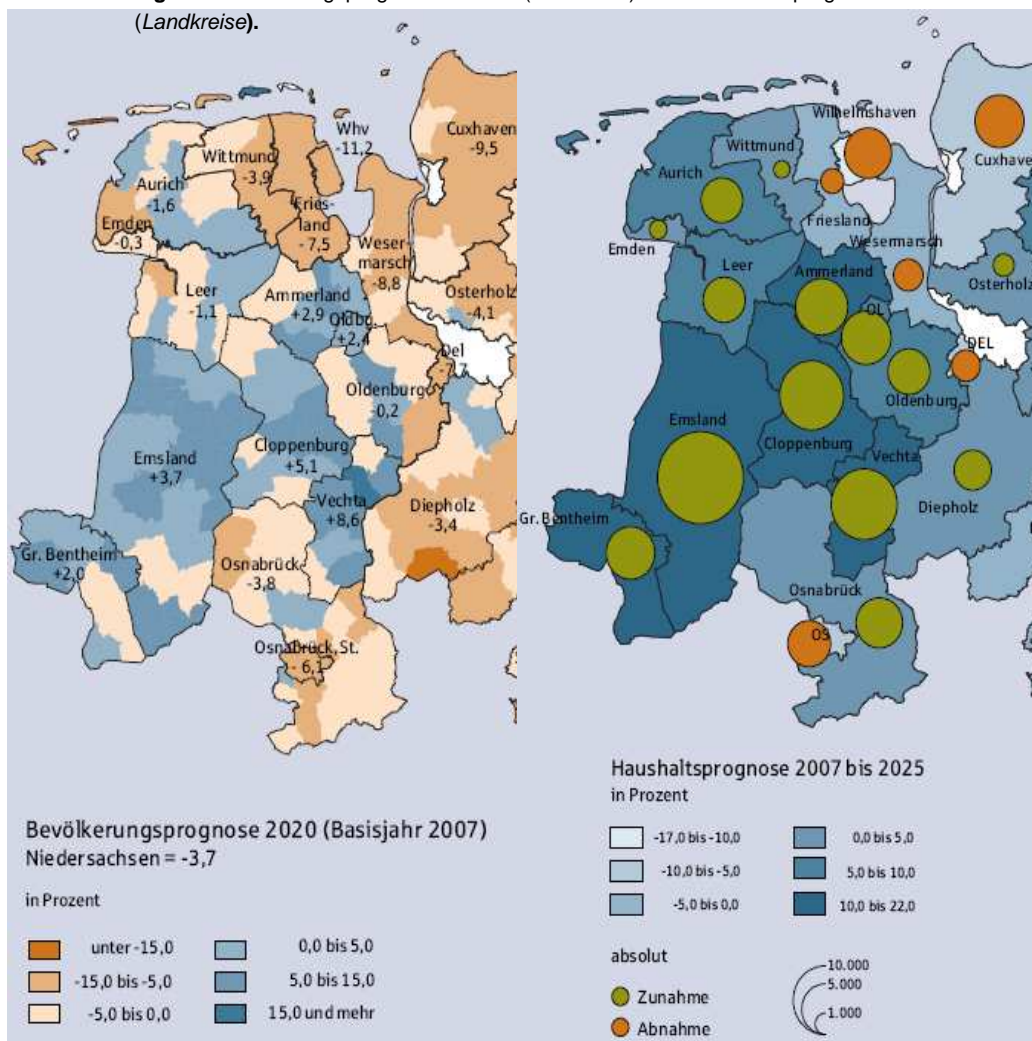 (Landkreise).
Whv
-11,2
Cuxhaven
-9,5
Wittmund
-3,9
Aurich
-1,6
Emden
-0,3
Fries-
land
-7,5
Weser-
marsch
-8,8
Leer
-1,1
Ammerland
+2,9
Oldbg.
+2,4
Osterholz
-4,1
Del
-7,7
Oldenburg
-0,2
Emsland
+3,7
Cloppenburg
+5,1
Vechta
+8,6
Diepholz
-3,4
Gr. Bentheim
+2,0
Osnabrück
-3,8
Osnabrück, St.
- 6,1
Bevölkerungsprognose 2020 (Basisjahr 2007)
Niedersachsen = -3,7
in Prozent
unter -15,0
-15,0 bis -5,0
-5,0 bis 0,0
0,0 bis 5,0
5,0 bis 15,0
15,0 und mehr
Wilhelmshaven
Cuxhave
Wittmund
Aurich
Friesland
Emden
Wesermarsch
Leer
Ammerland
Osterholz
OL
DEL
Oldenburg
Emsland
Cloppenburg
Vechta
Diepholz
Gr. Bentheim
Osnabrück
OS
Haushaltsprognose 2007 bis 2025
in Prozent
-17,0 bis -10,0
-10,0 bis -5,0
-5,0 bis 0,0
0,0 bis 5,0
5,0 bis 10,0
10,0 bis 22,0
absolut
Zunahme
Abnahme
10.000
5.000
1.000